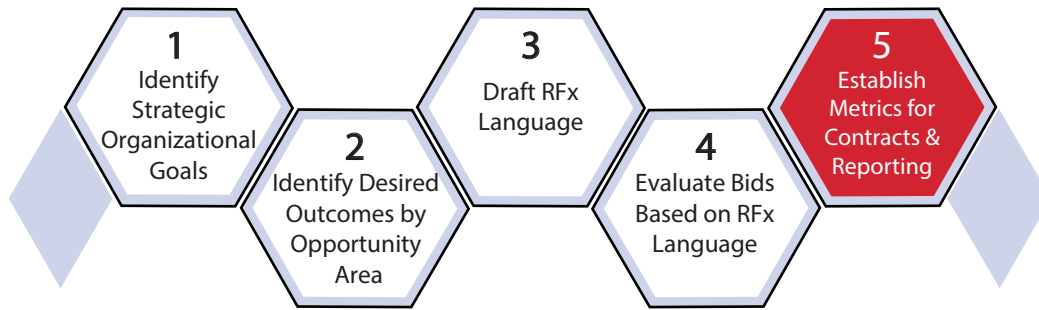 1
Identify
Strategic
Organizational
Goals
2
Identify Desired
Outcomes by
Opportunity
Area
3
Draft RFx
Language
4
Evaluate Bids
Based on RFx
Language
5
Establish
Metrics for
Contracts &
Reporting